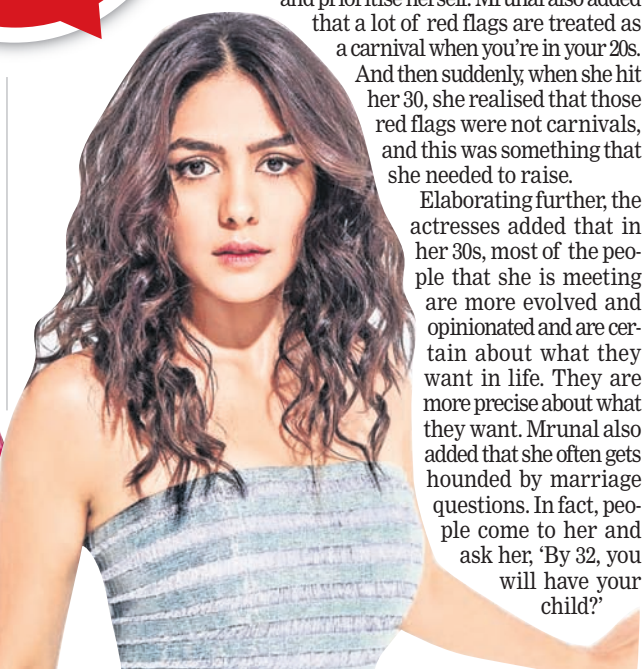 and prioritise herself. Mrunal also added
that a lot of red flags are treated as
a carnival when you're in your 20s.
And then suddenly, when she hit
her 30, she realised that those
red flags were not carnivals,
and this was something that
she needed to raise.
Elaborating further, the
actresses added that in
her 30s, most of the peo-
ple that she is meeting
are more evolved and
opinionated and are cer-
tain about what they
want in life. They are
more precise about what
they want. Mrunal also
added that she often gets
hounded by marriage
questions. In fact, peo-
ple come to her and
ask her, ‘By 32, you
will have your
child?’